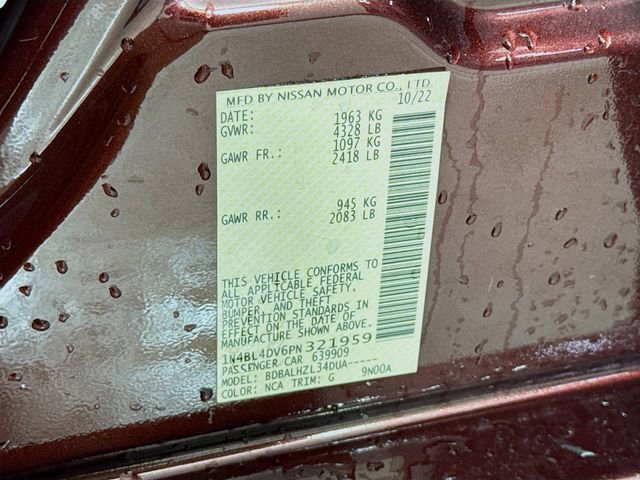 MFD BY NISSAN MOTOR CO., LTD.
DATE: 10/22
GVWR: 1963 KG
4328 LB
GAWR FR.: 1097 KG
2418 LB
945 KG
GAWR RR.: 2083 LB
THIS VEHICLE CONFORMS TO
ALL APPLICABLE FEDERAL
MOTOR VEHICLE SAFETY,
BUMPER, AND THEFT
PREVENTION STANDARDS IN
EFFECT ON THE DATE OF
MANUFACTURE SHOWN ABOVE.
1N4BL4DV6PN321959
PASSENGER CAR 639909
MODEL: BDBALHZL34DUA-----
COLOR: NCA TRIM: G 9N00A